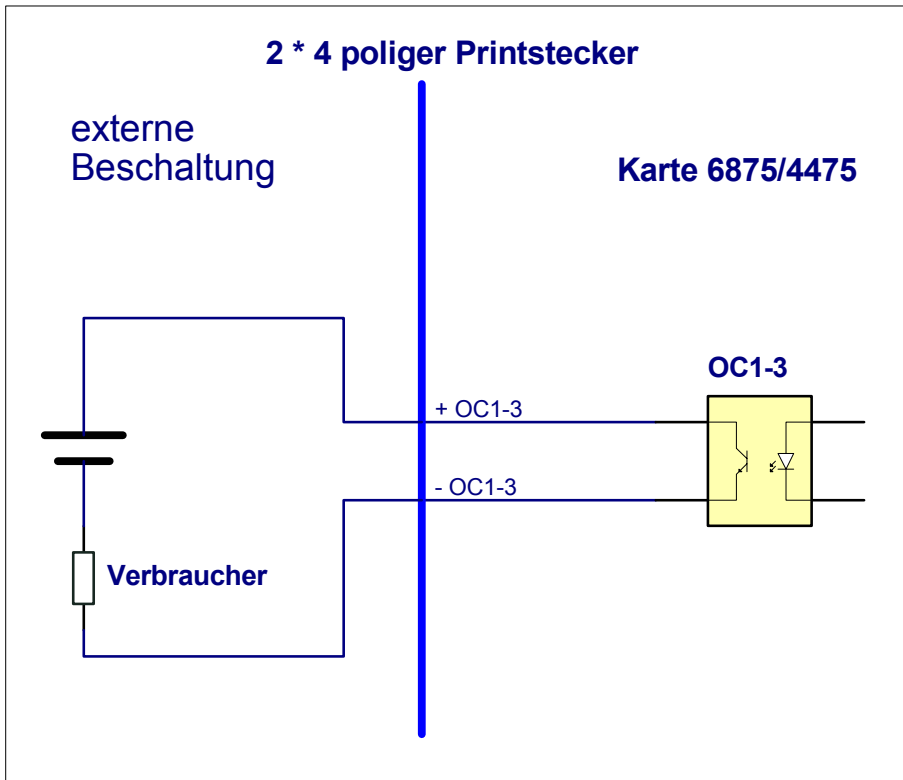 2 * 4 poliger Printstecker
externe
Beschaltung
Karte 6875/4475
OC1-3
+ OC1-3
- OC1-3
Verbraucher